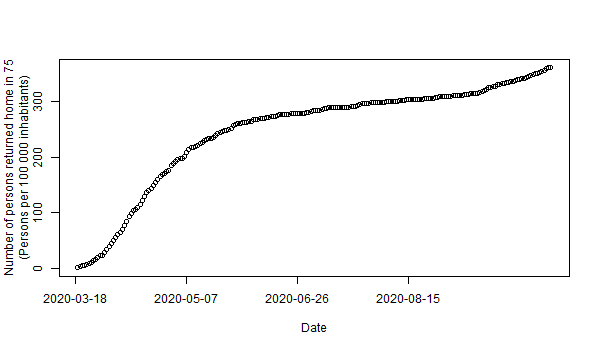 Number of persons returned home in 75
(Persons per 100 000 inhabitants)
300
200
100
0
2020-03-18
2020-05-07
2020-06-26
2020-08-15
Date